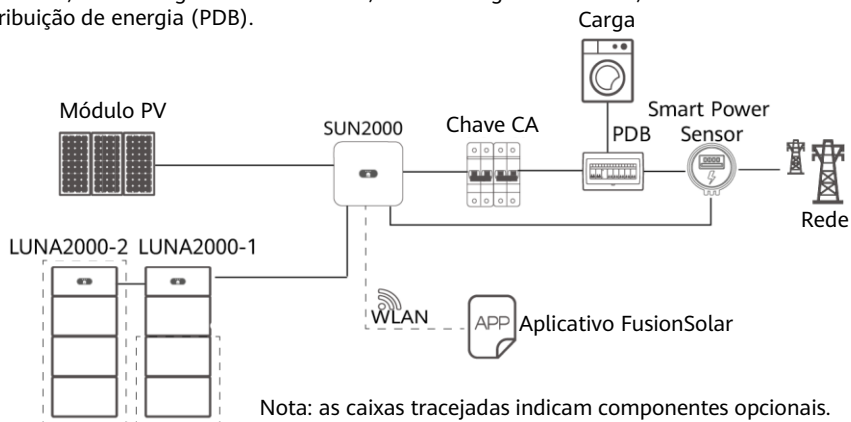 ribuição de energia (PDB).
Carga
Módulo PV
SUN2000
Chave CA
PDB
Smart Power
Sensor
Rede
LUNA2000-2
LUNA2000-1
WLAN
APP
Aplicativo FusionSolar
Nota: as caixas tracejadas indicam componentes opcionais.